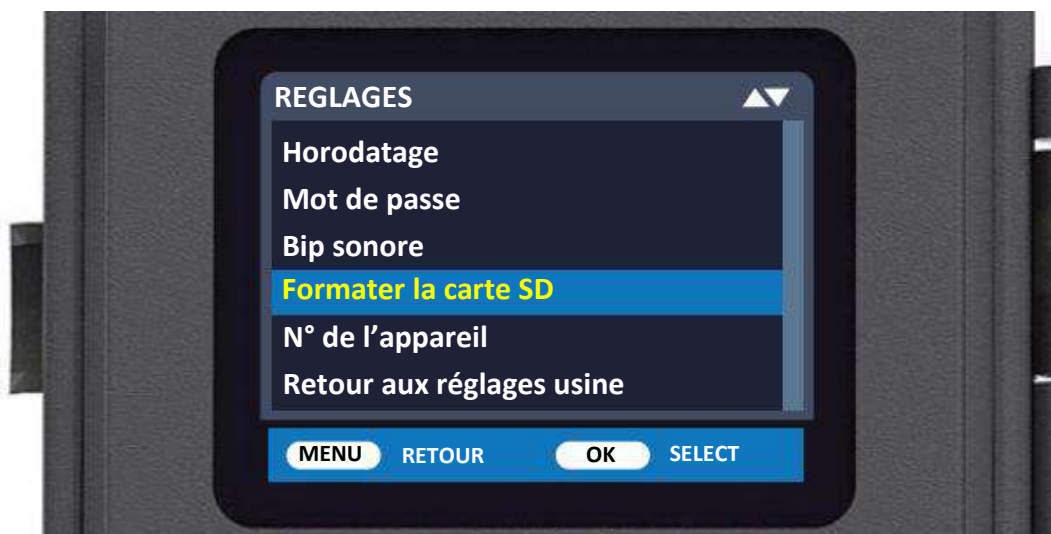 REGLAGES
Horodatage
Mot de passe
Bip sonore
Formater la carte SD
N° de l’appareil
Retour aux réglages usine
MENU RETOUR OK SELECT